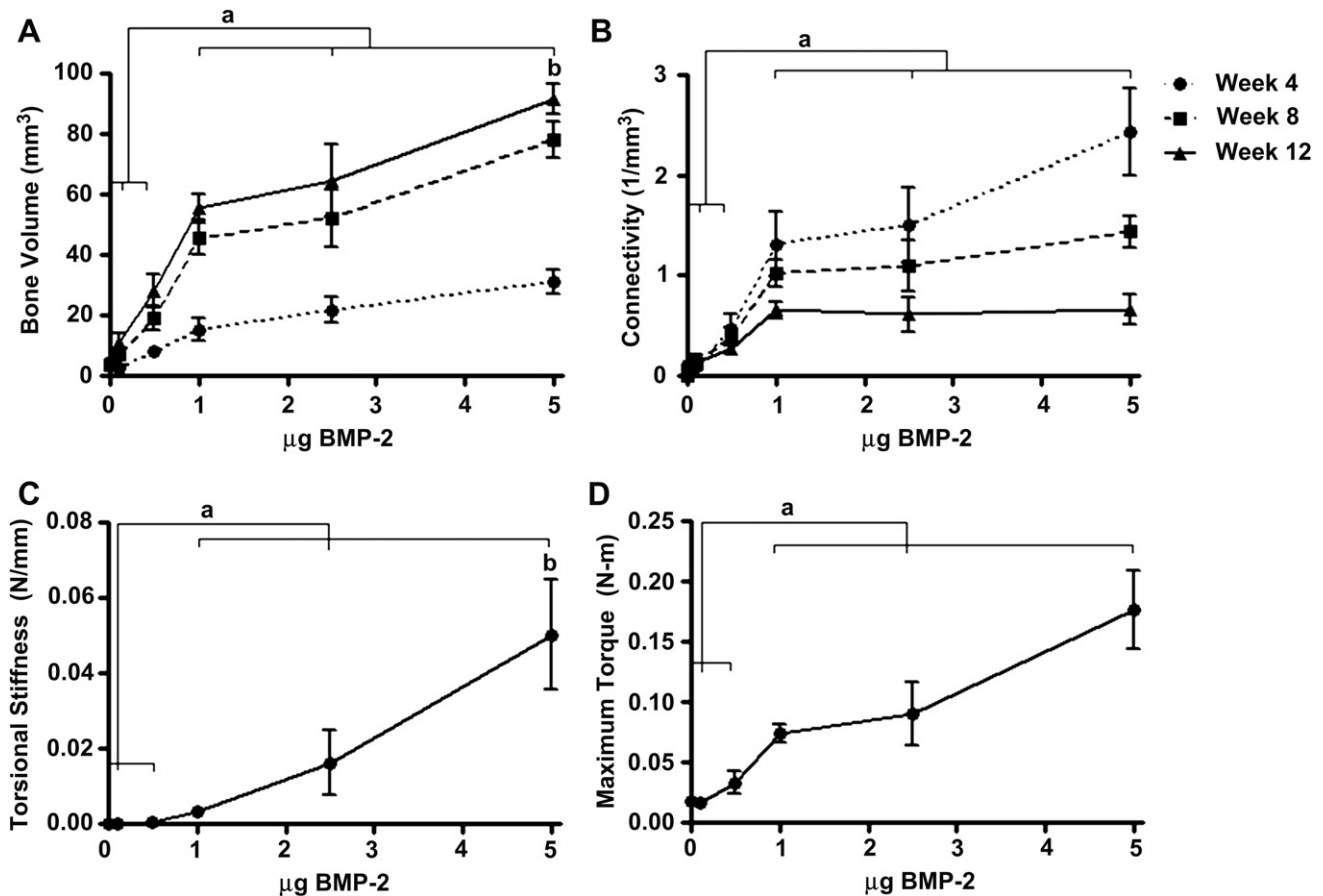 A
a
b
Bone Volume (mm³)
100
80
60
40
20
0
0 1 2 3 4 5
μg BMP-2
B
a
Connectivity (1/mm³)
3
2
1
0
0 1 2 3 4 5
μg BMP-2
Week 4
Week 8
Week 12
C
a
b
Torsional Stiffness (N/mm)
0.08
0.06
0.04
0.02
0.00
0 1 2 3 4 5
μg BMP-2
D
a
Maximum Torque (N-m)
0.25
0.20
0.15
0.10
0.05
0.00
0 1 2 3 4 5
μg BMP-2